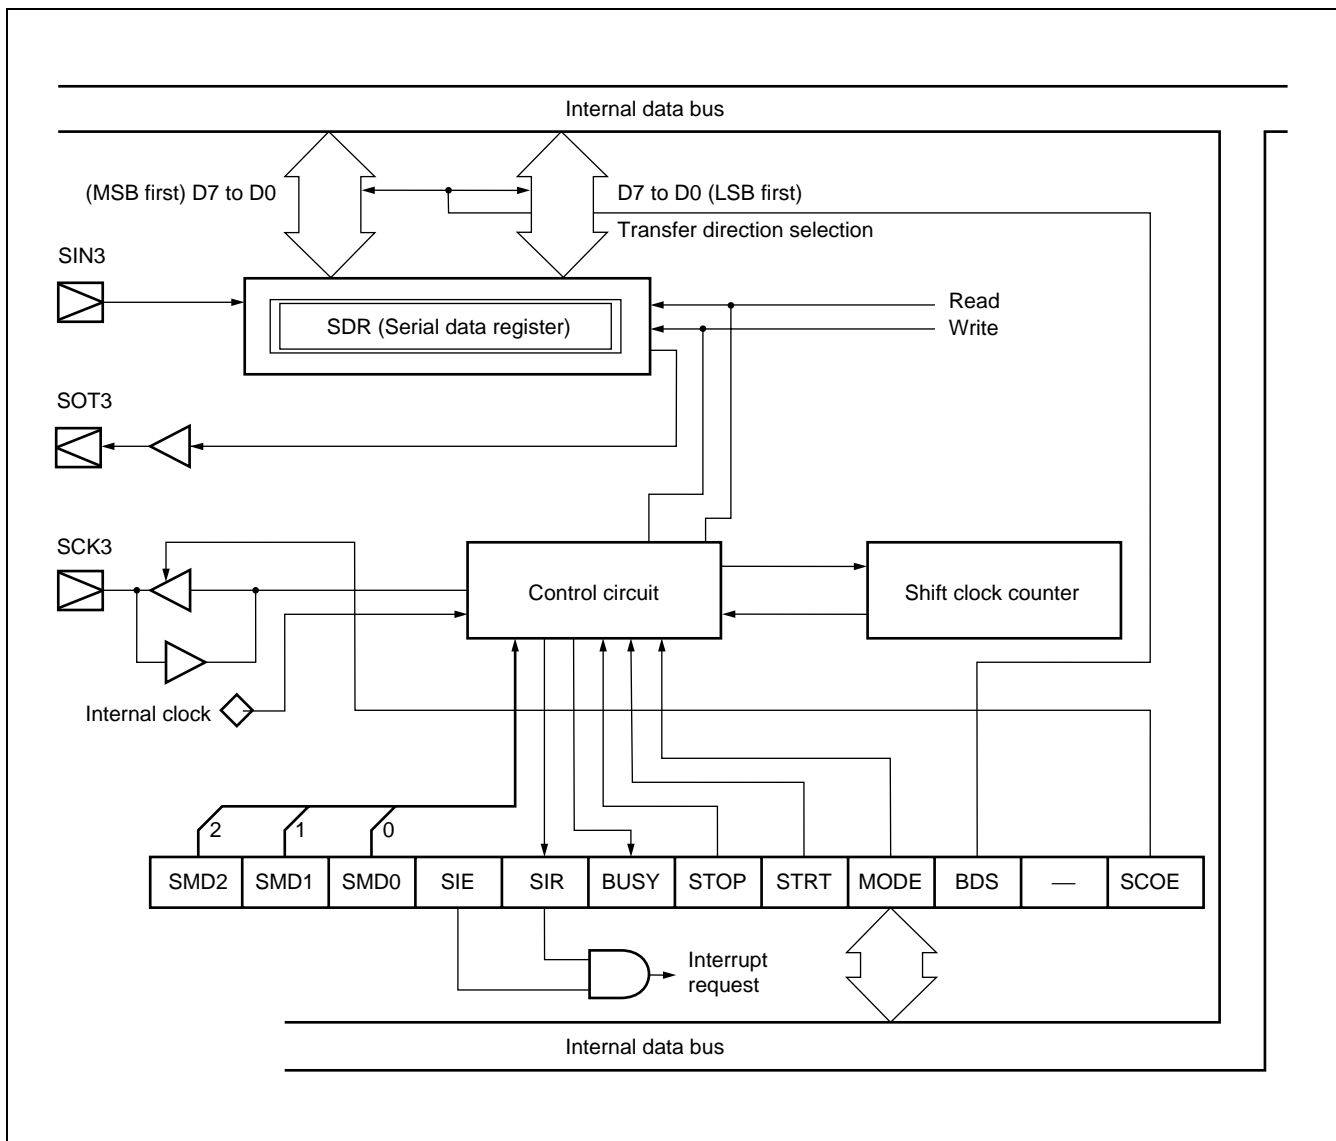 Internal data bus
(MSB first) D7 to D0
D7 to D0 (LSB first)
Transfer direction selection
SIN3
SDR (Serial data register)
Read
Write
SOT3
SCK3
Control circuit
Shift clock counter
Internal clock
2
1
0
SMD2
SMD1
SMD0
SIE
SIR
BUSY
STOP
STRT
MODE
BDS
—
SCOE
Interrupt
request
Internal data bus